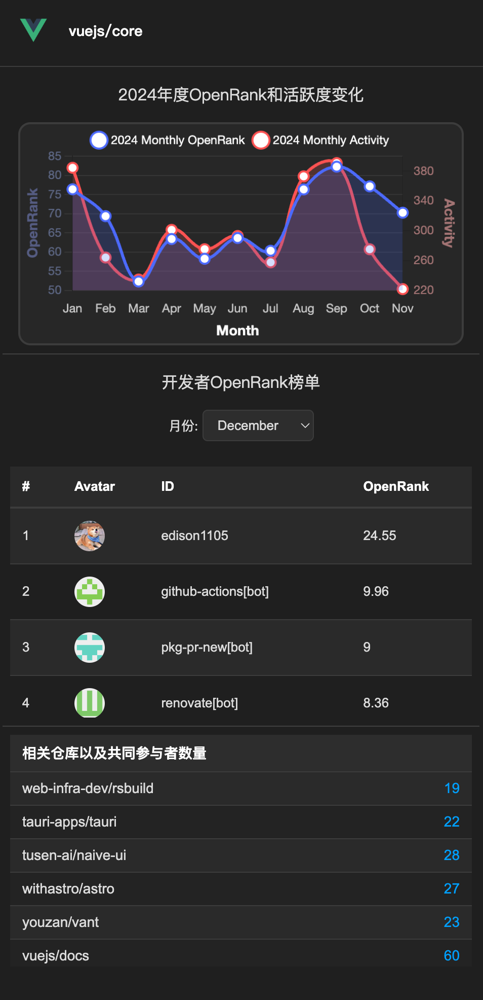 vuejs/core
2024年度OpenRank和活跃度变化
2024 Monthly OpenRank 2024 Monthly Activity
85
80 380
75
70 340
65 300
60
55 260
50 220
OpenRank
Activity
Jan Feb Mar Apr May Jun Jul Aug Sep Oct Nov
Month
开发者OpenRank榜单
月份: December
# Avatar ID OpenRank
1 edison1105 24.55
2 github-actions[bot] 9.96
3 pkg-pr-new[bot] 9
4 renovate[bot] 8.36
相关仓库以及共同参与者数量
web-infra-dev/rsbuild 19
tauri-apps/tauri 22
tusen-ai/naive-ui 28
withastro/astro 27
youzan/vant 23
vuejs/docs 60